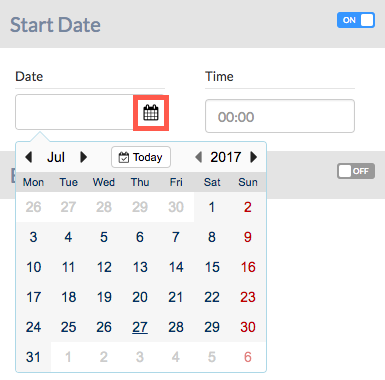 Start Date ON
Date Time
00:00
Jul Today 2017
E OFF
Mon Tue Wed Thu Fri Sat Sun
26 27 28 29 30 1 2
3 4 5 6 7 8 9
10 11 12 13 14 15 16
17 18 19 20 21 22 23
24 25 26 27 28 29 30
31 1 2 3 4 5 6